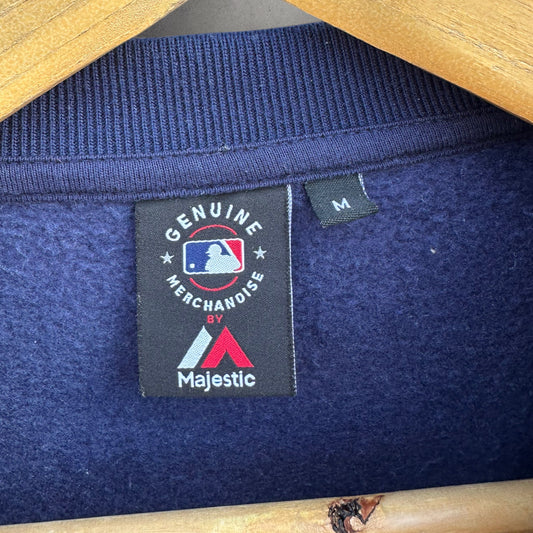 GENUINE
MERCHANDISE
BY
Majestic
M